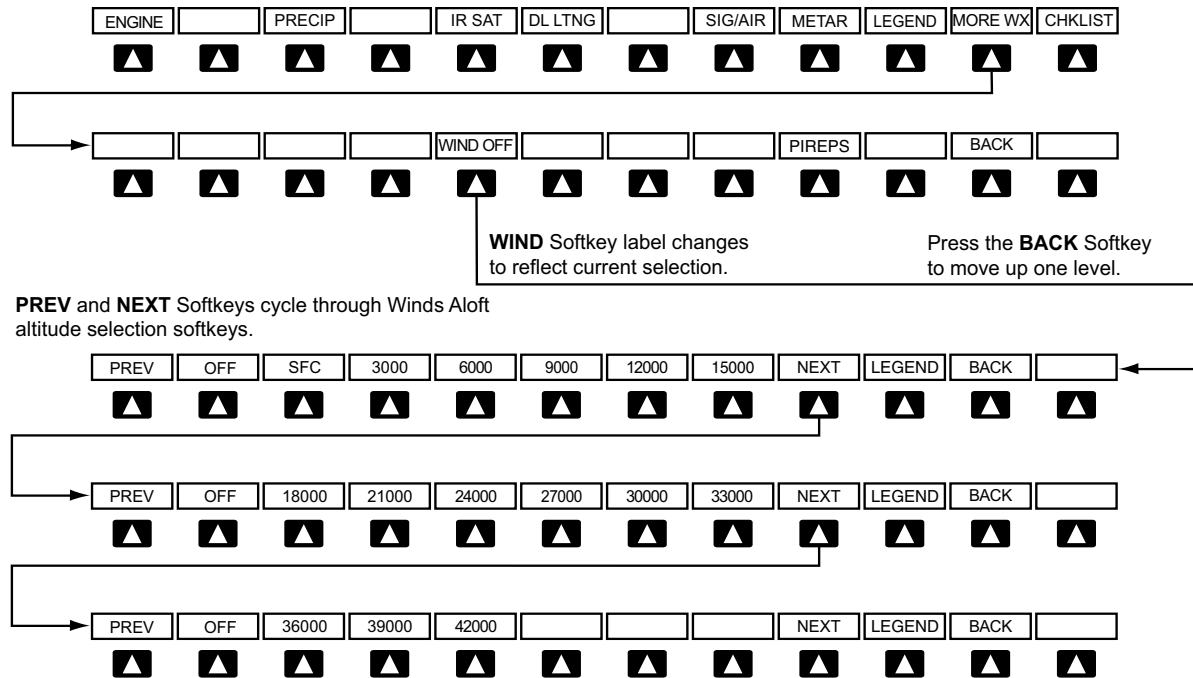 ENGINE PRECIP IR SAT DL LTNG SIG/AIR METAR LEGEND MORE WX CHKLIST
WIND OFF PIREPS BACK
WIND Softkey label changes
to reflect current selection.
Press the BACK Softkey
to move up one level.
PREV and NEXT Softkeys cycle through Winds Aloft
altitude selection softkeys.
PREV OFF SFC 3000 6000 9000 12000 15000 NEXT LEGEND BACK
PREV OFF 18000 21000 24000 27000 30000 33000 NEXT LEGEND BACK
PREV OFF 36000 39000 42000 NEXT LEGEND BACK